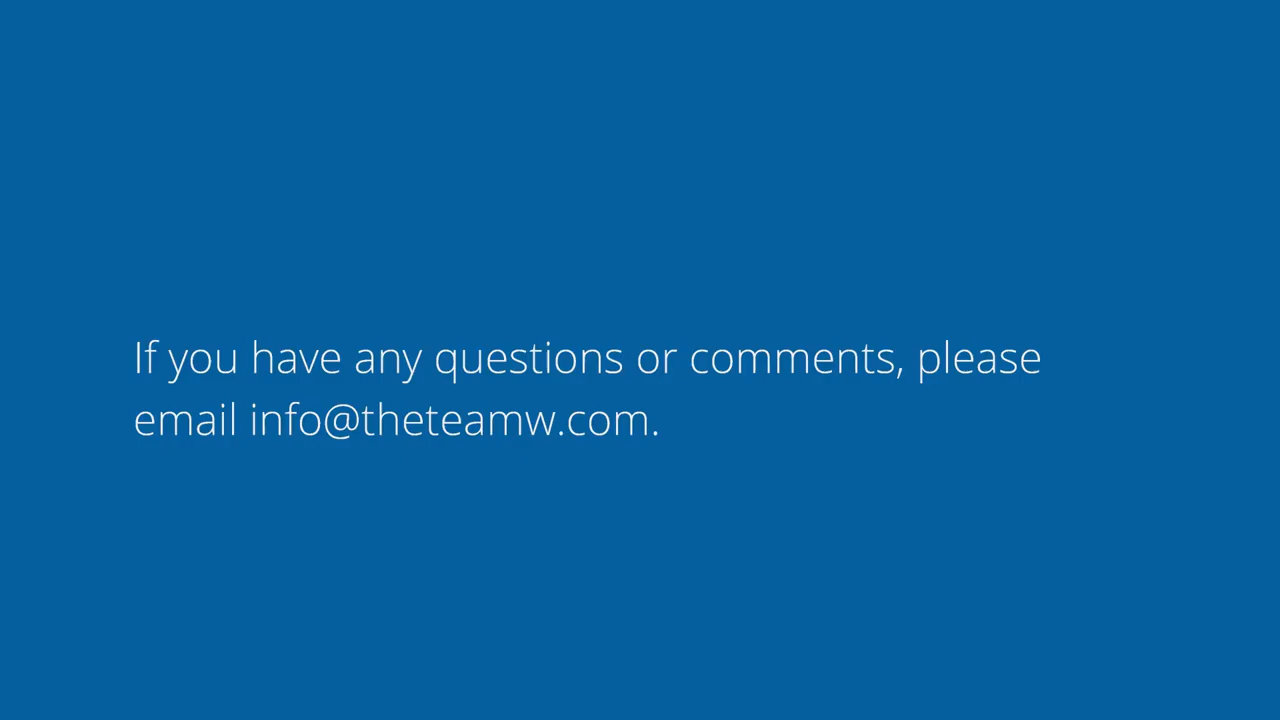 If you have any questions or comments, please
email info@theteamw.com.